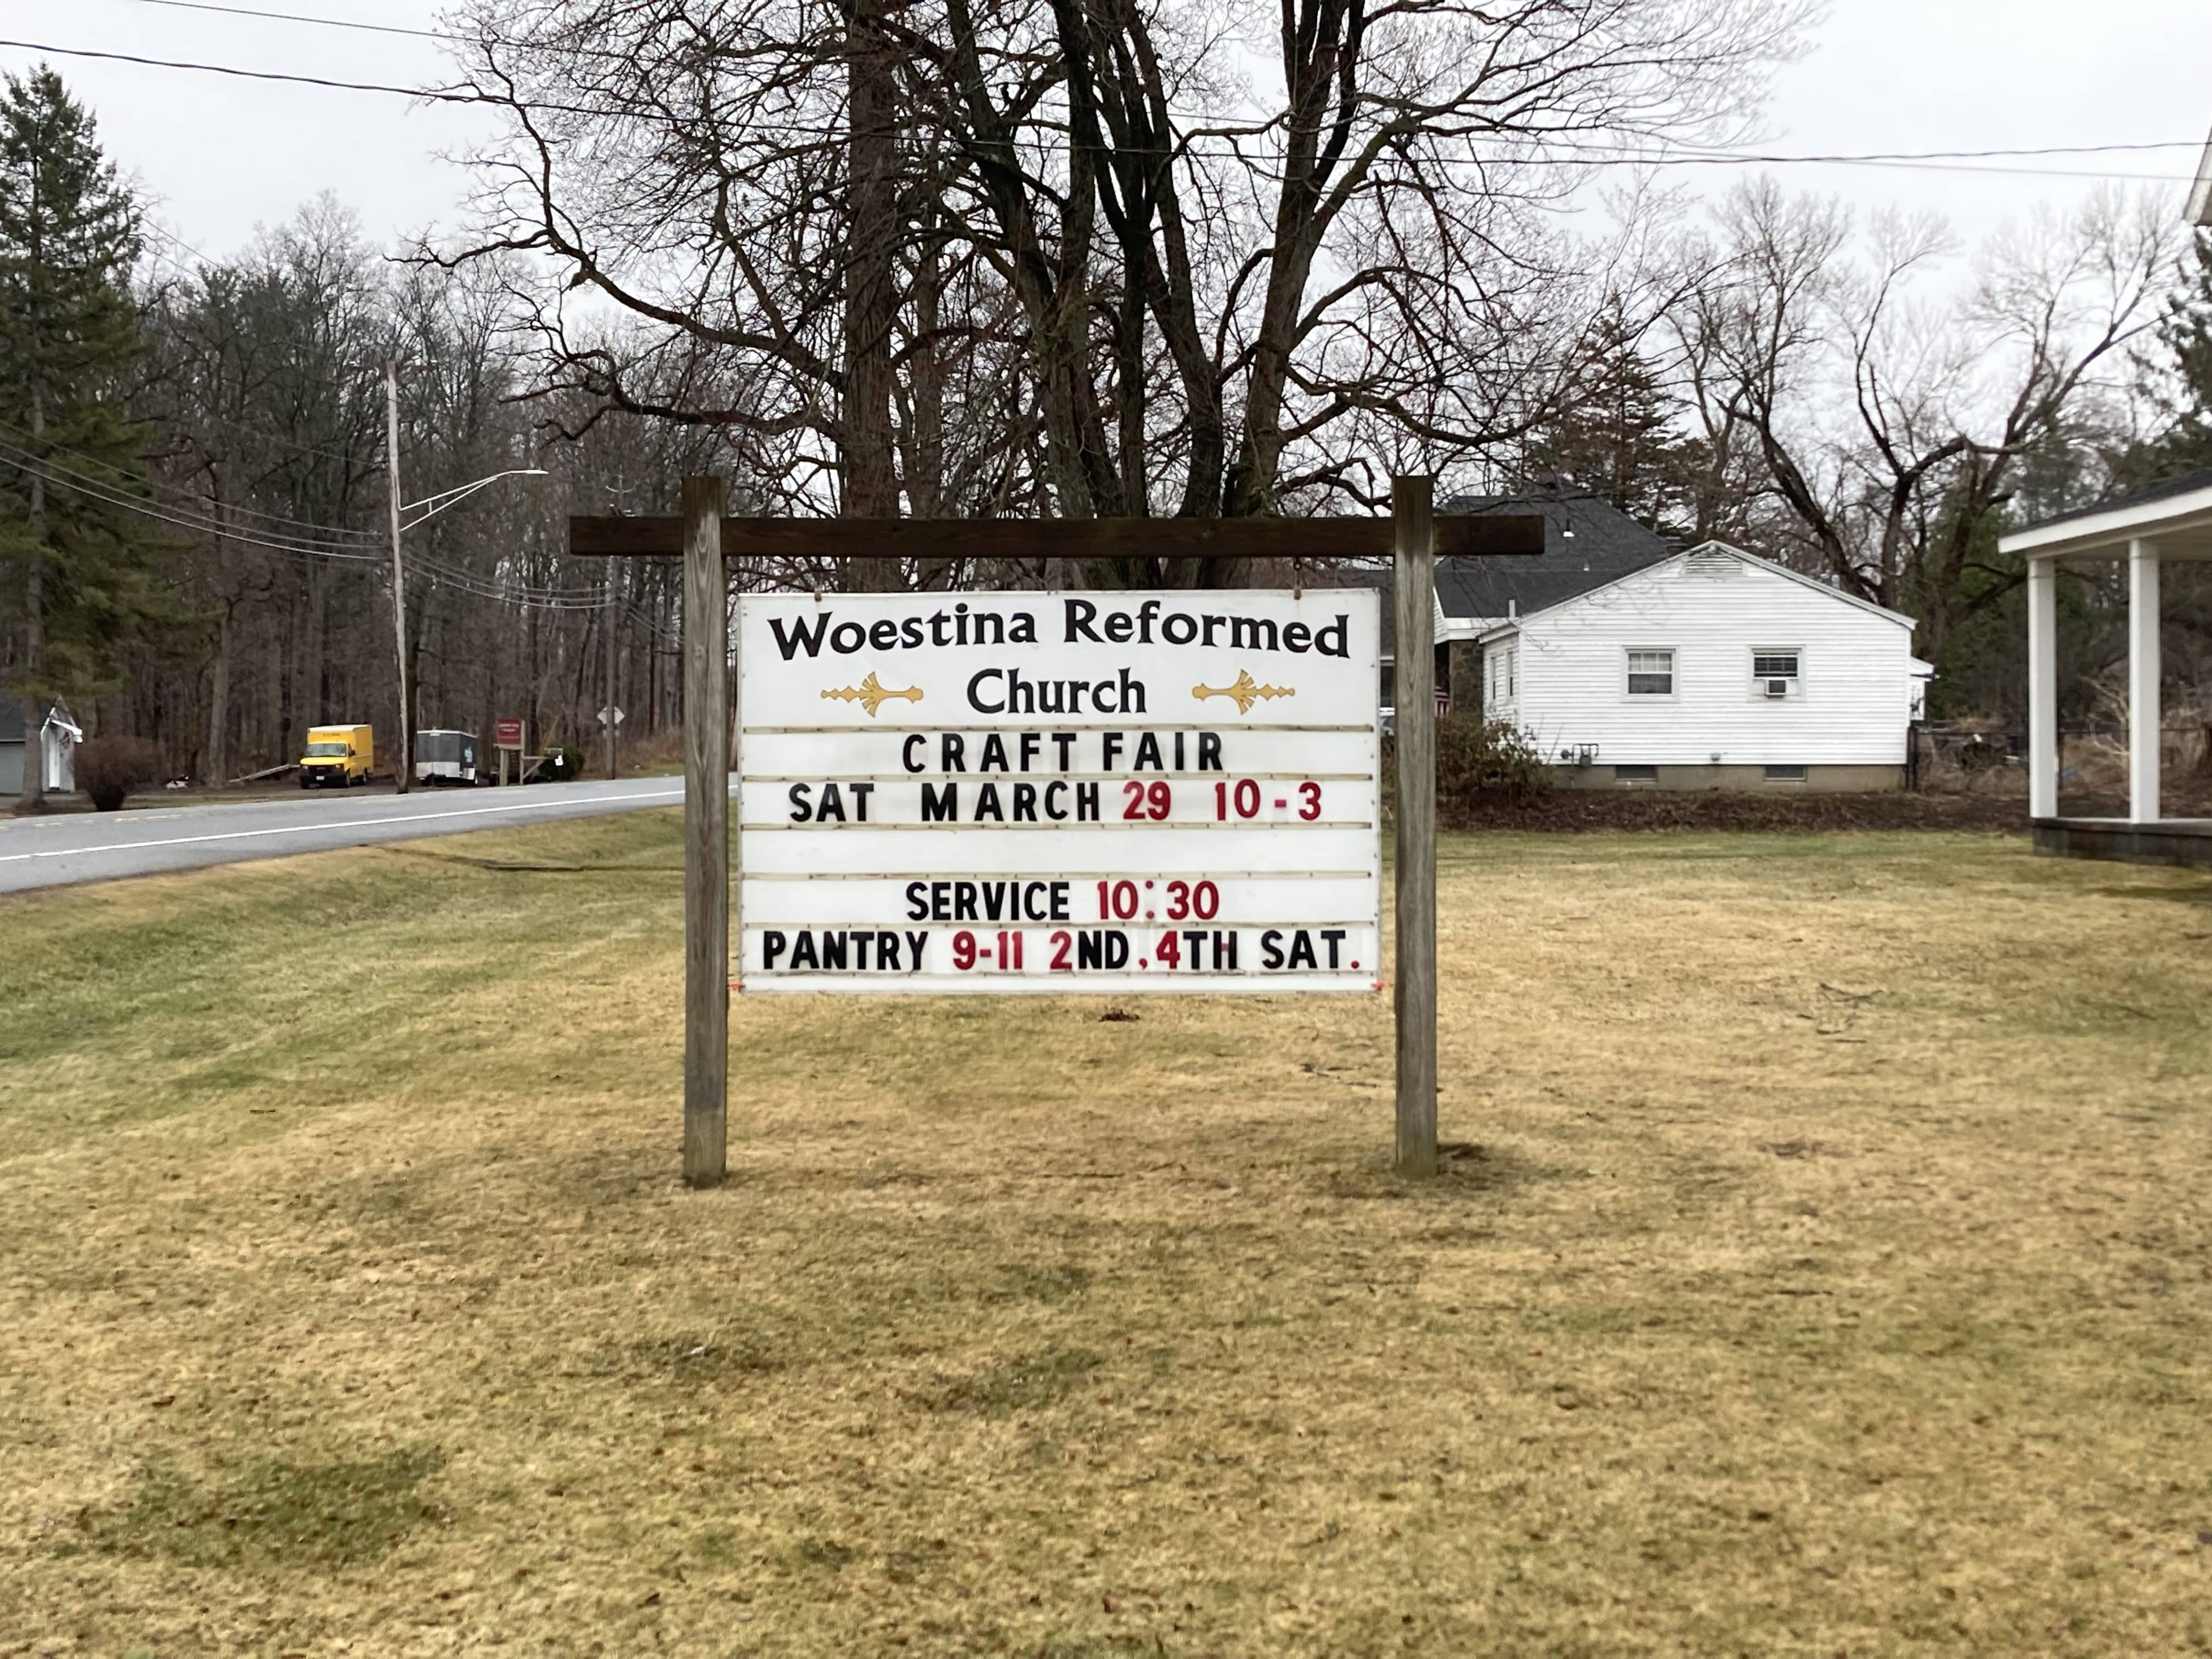 Woestina Reformed
Church
CRAFT FAIR
SAT MARCH 29 10-3
SERVICE 10:30
PANTRY 9-11 2ND, 4TH SAT.